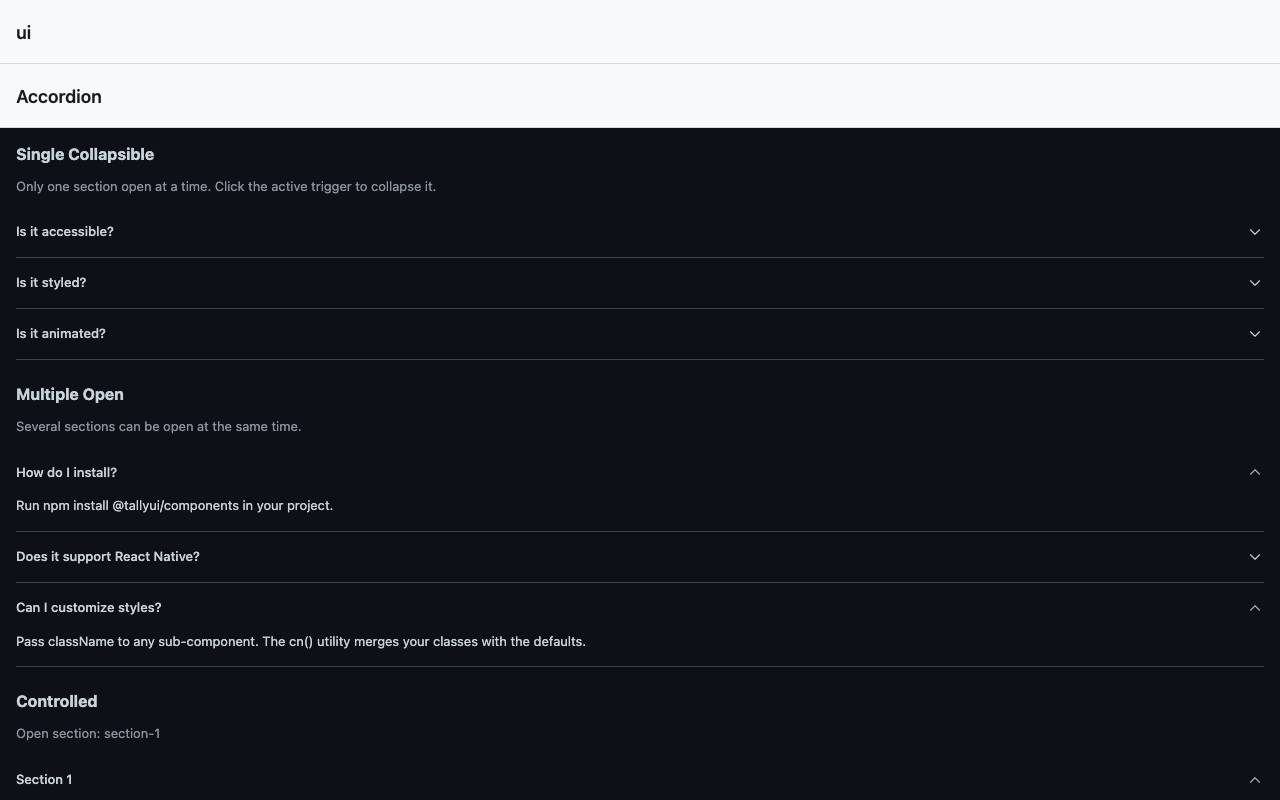 ui
Accordion
Single Collapsible
Only one section open at a time. Click the active trigger to collapse it.
Is it accessible?
Is it styled?
Is it animated?
Multiple Open
Several sections can be open at the same time.
How do I install?
Run npm install @tallyui/components in your project.
Does it support React Native?
Can I customize styles?
Pass className to any sub-component. The cn() utility merges your classes with the defaults.
Controlled
Open section: section-1
Section 1